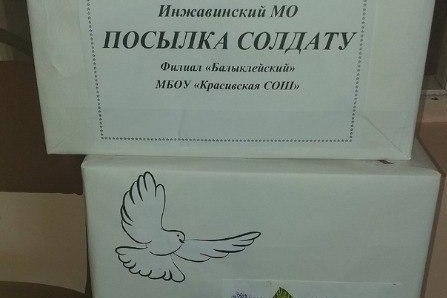 Инжавинский МО
ПОСЫЛКА СОЛДАТУ
Филиал «Балыклейский»
МБОУ «Красивская СОШ»